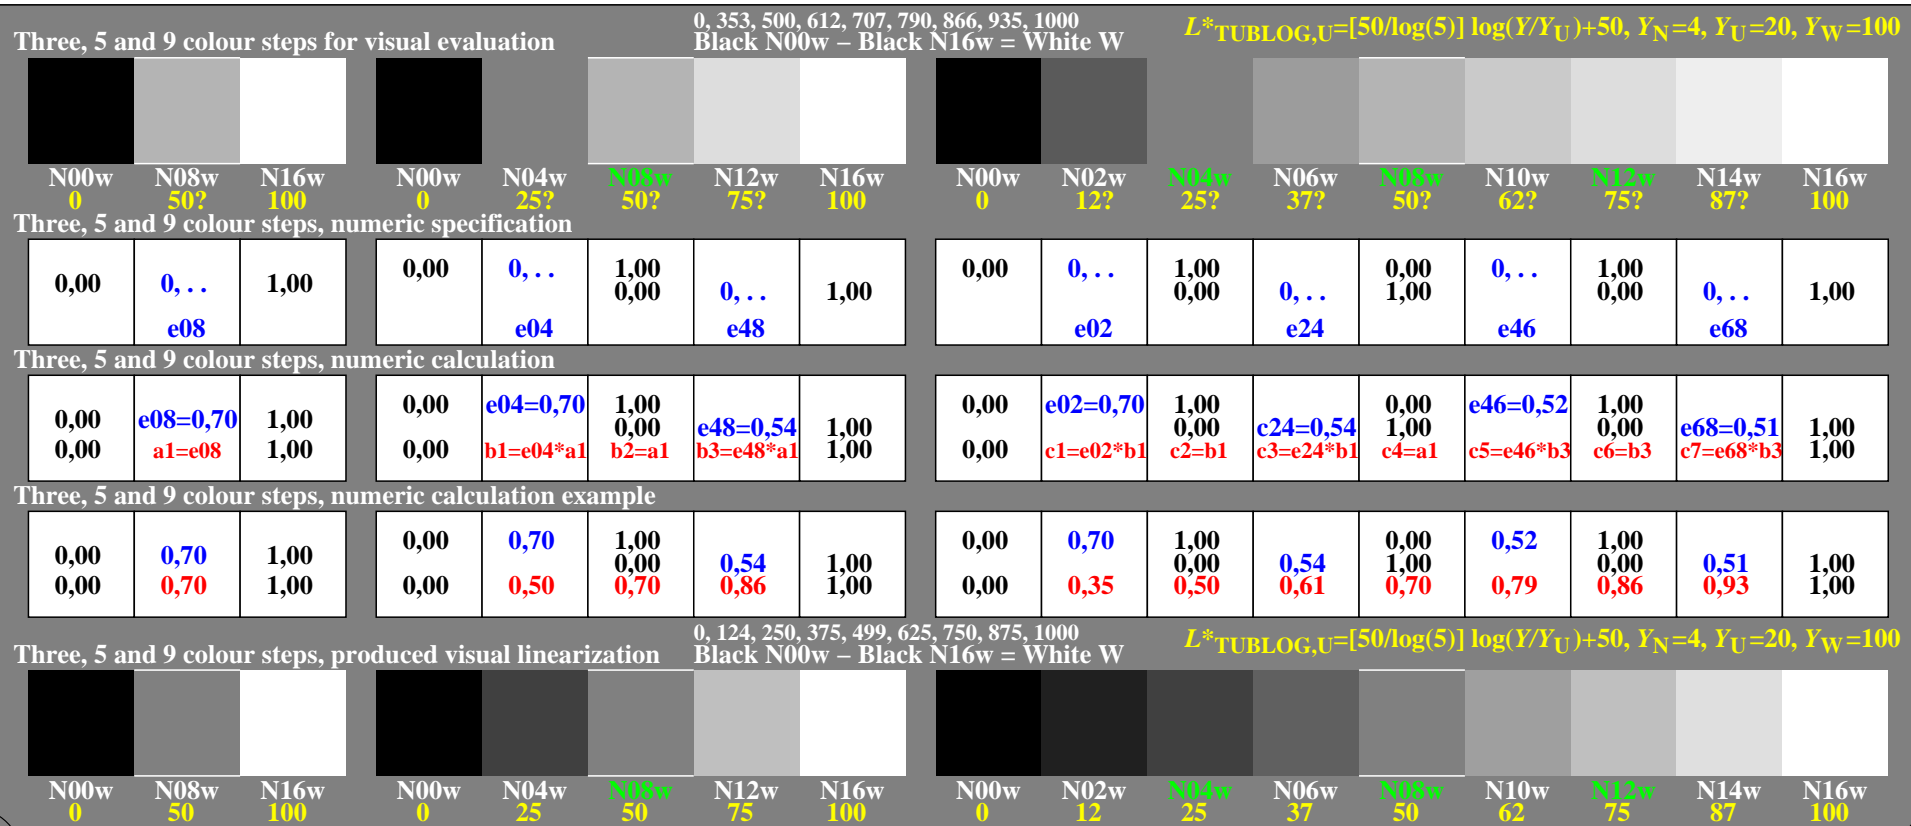 Three, 5 and 9 colour steps for visual evaluation
0, 353, 500, 612, 707, 790, 866, 935, 1000
Black N00w – Black N16w = White W
L*TUBLOG,U=[50/log(5)] log(Y/YU)+50, YN=4, YU=20, YW=100
N00w N08w N16w N00w N04w N08w N12w N16w N00w N02w N04w N06w N08w N10w N12w N14w N16w
0 50? 100 0 25? 50? 75? 100 0 12? 25? 37? 50? 62? 75? 87? 100
Three, 5 and 9 colour steps, numeric specification
0,00 0, . . 1,00 0,00 1,00 0, . . 1,00
0,00 0, . . 1,00 0,00 0, . . 0,00 1,00 0, . . 1,00 0,00 0, . . 1,00
e08 e04 e48 e02 e24 e46 e68
Three, 5 and 9 colour steps, numeric calculation
0,00 e04=0,70 1,00 0,00 e02=0,70 1,00 0,00 e46=0,52 1,00
0,00 e08=0,70 1,00 0,00 e48=0,54 1,00 0,00 c24=0,54 1,00 0,00 e68=0,51 1,00
0,00 a1=e08 1,00 0,00 b1=e04*a1 b2=a1 b3=e48*a1 1,00 0,00 c1=e02*b1 c2=b1 c3=e24*b1 c4=a1 c5=e46*b3 c6=b3 c7=e68*b3 1,00
Three, 5 and 9 colour steps, numeric calculation example
0,00 0,70 1,00 0,00 0,70 1,00 0,00 0,52 1,00
0,00 0,70 1,00 0,00 0,54 1,00 0,00 0,54 1,00 0,00 0,51 1,00
0,00 0,70 1,00 0,00 0,50 0,70 0,86 1,00 0,00 0,35 0,50 0,61 0,70 0,79 0,86 0,93 1,00
Three, 5 and 9 colour steps, produced visual linearization
0, 124, 250, 375, 499, 625, 750, 875, 1000
Black N00w – Black N16w = White W
L*TUBLOG,U=[50/log(5)] log(Y/YU)+50, YN=4, YU=20, YW=100
N00w N08w N16w N00w N04w N08w N12w N16w N00w N02w N04w N06w N08w N10w N12w N14w N16w
0 50 100 0 25 50 75 100 0 12 25 37 50 62 75 87 100